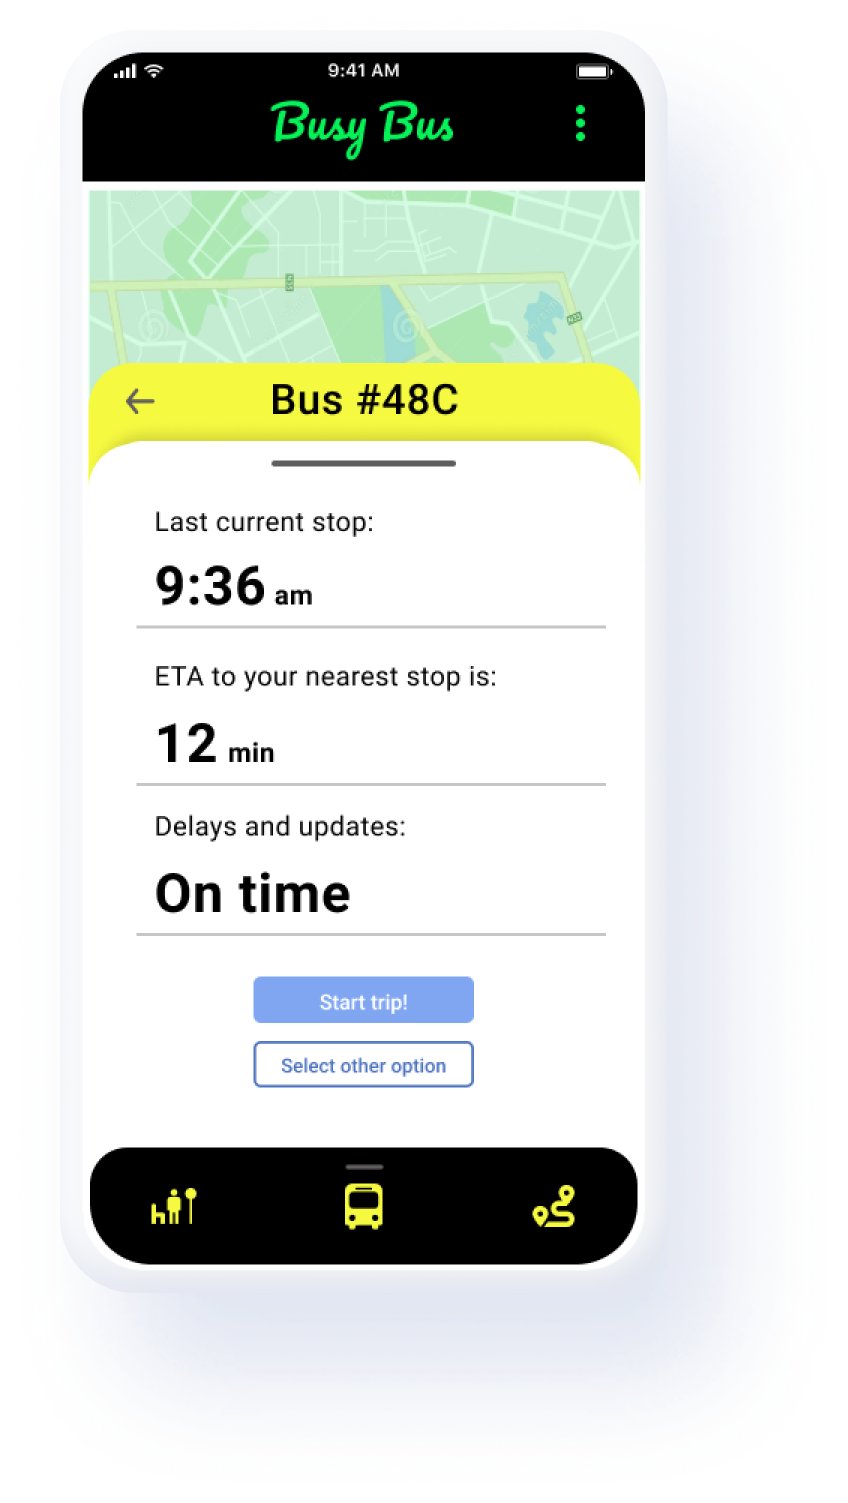 9:41 AM
Busy Bus
Bus #48C
Last current stop:
9:36 am
ETA to your nearest stop is:
12 min
Delays and updates:
On time
Start trip!
Select other option